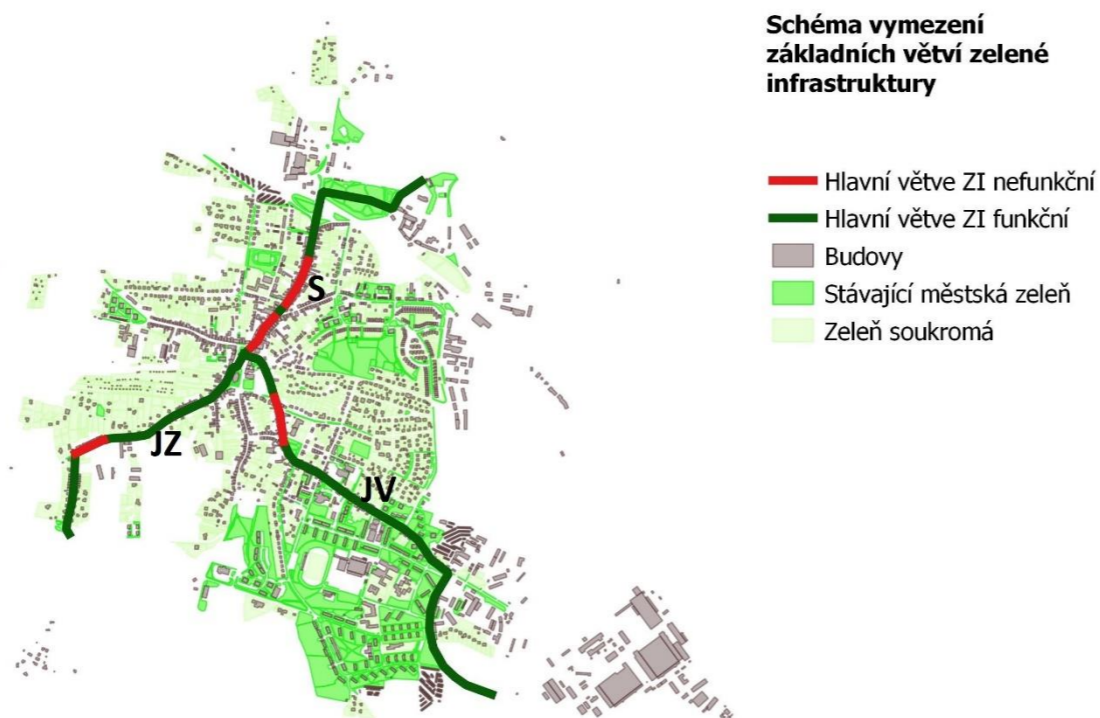 Schéma vymezení
základních větví zelené
infrastruktury
Hlavní větve ZI nefunkční
Hlavní větve ZI funkční
Budovy
Stávající městská zeleň
Zeleň soukromá
S
JZ
JV